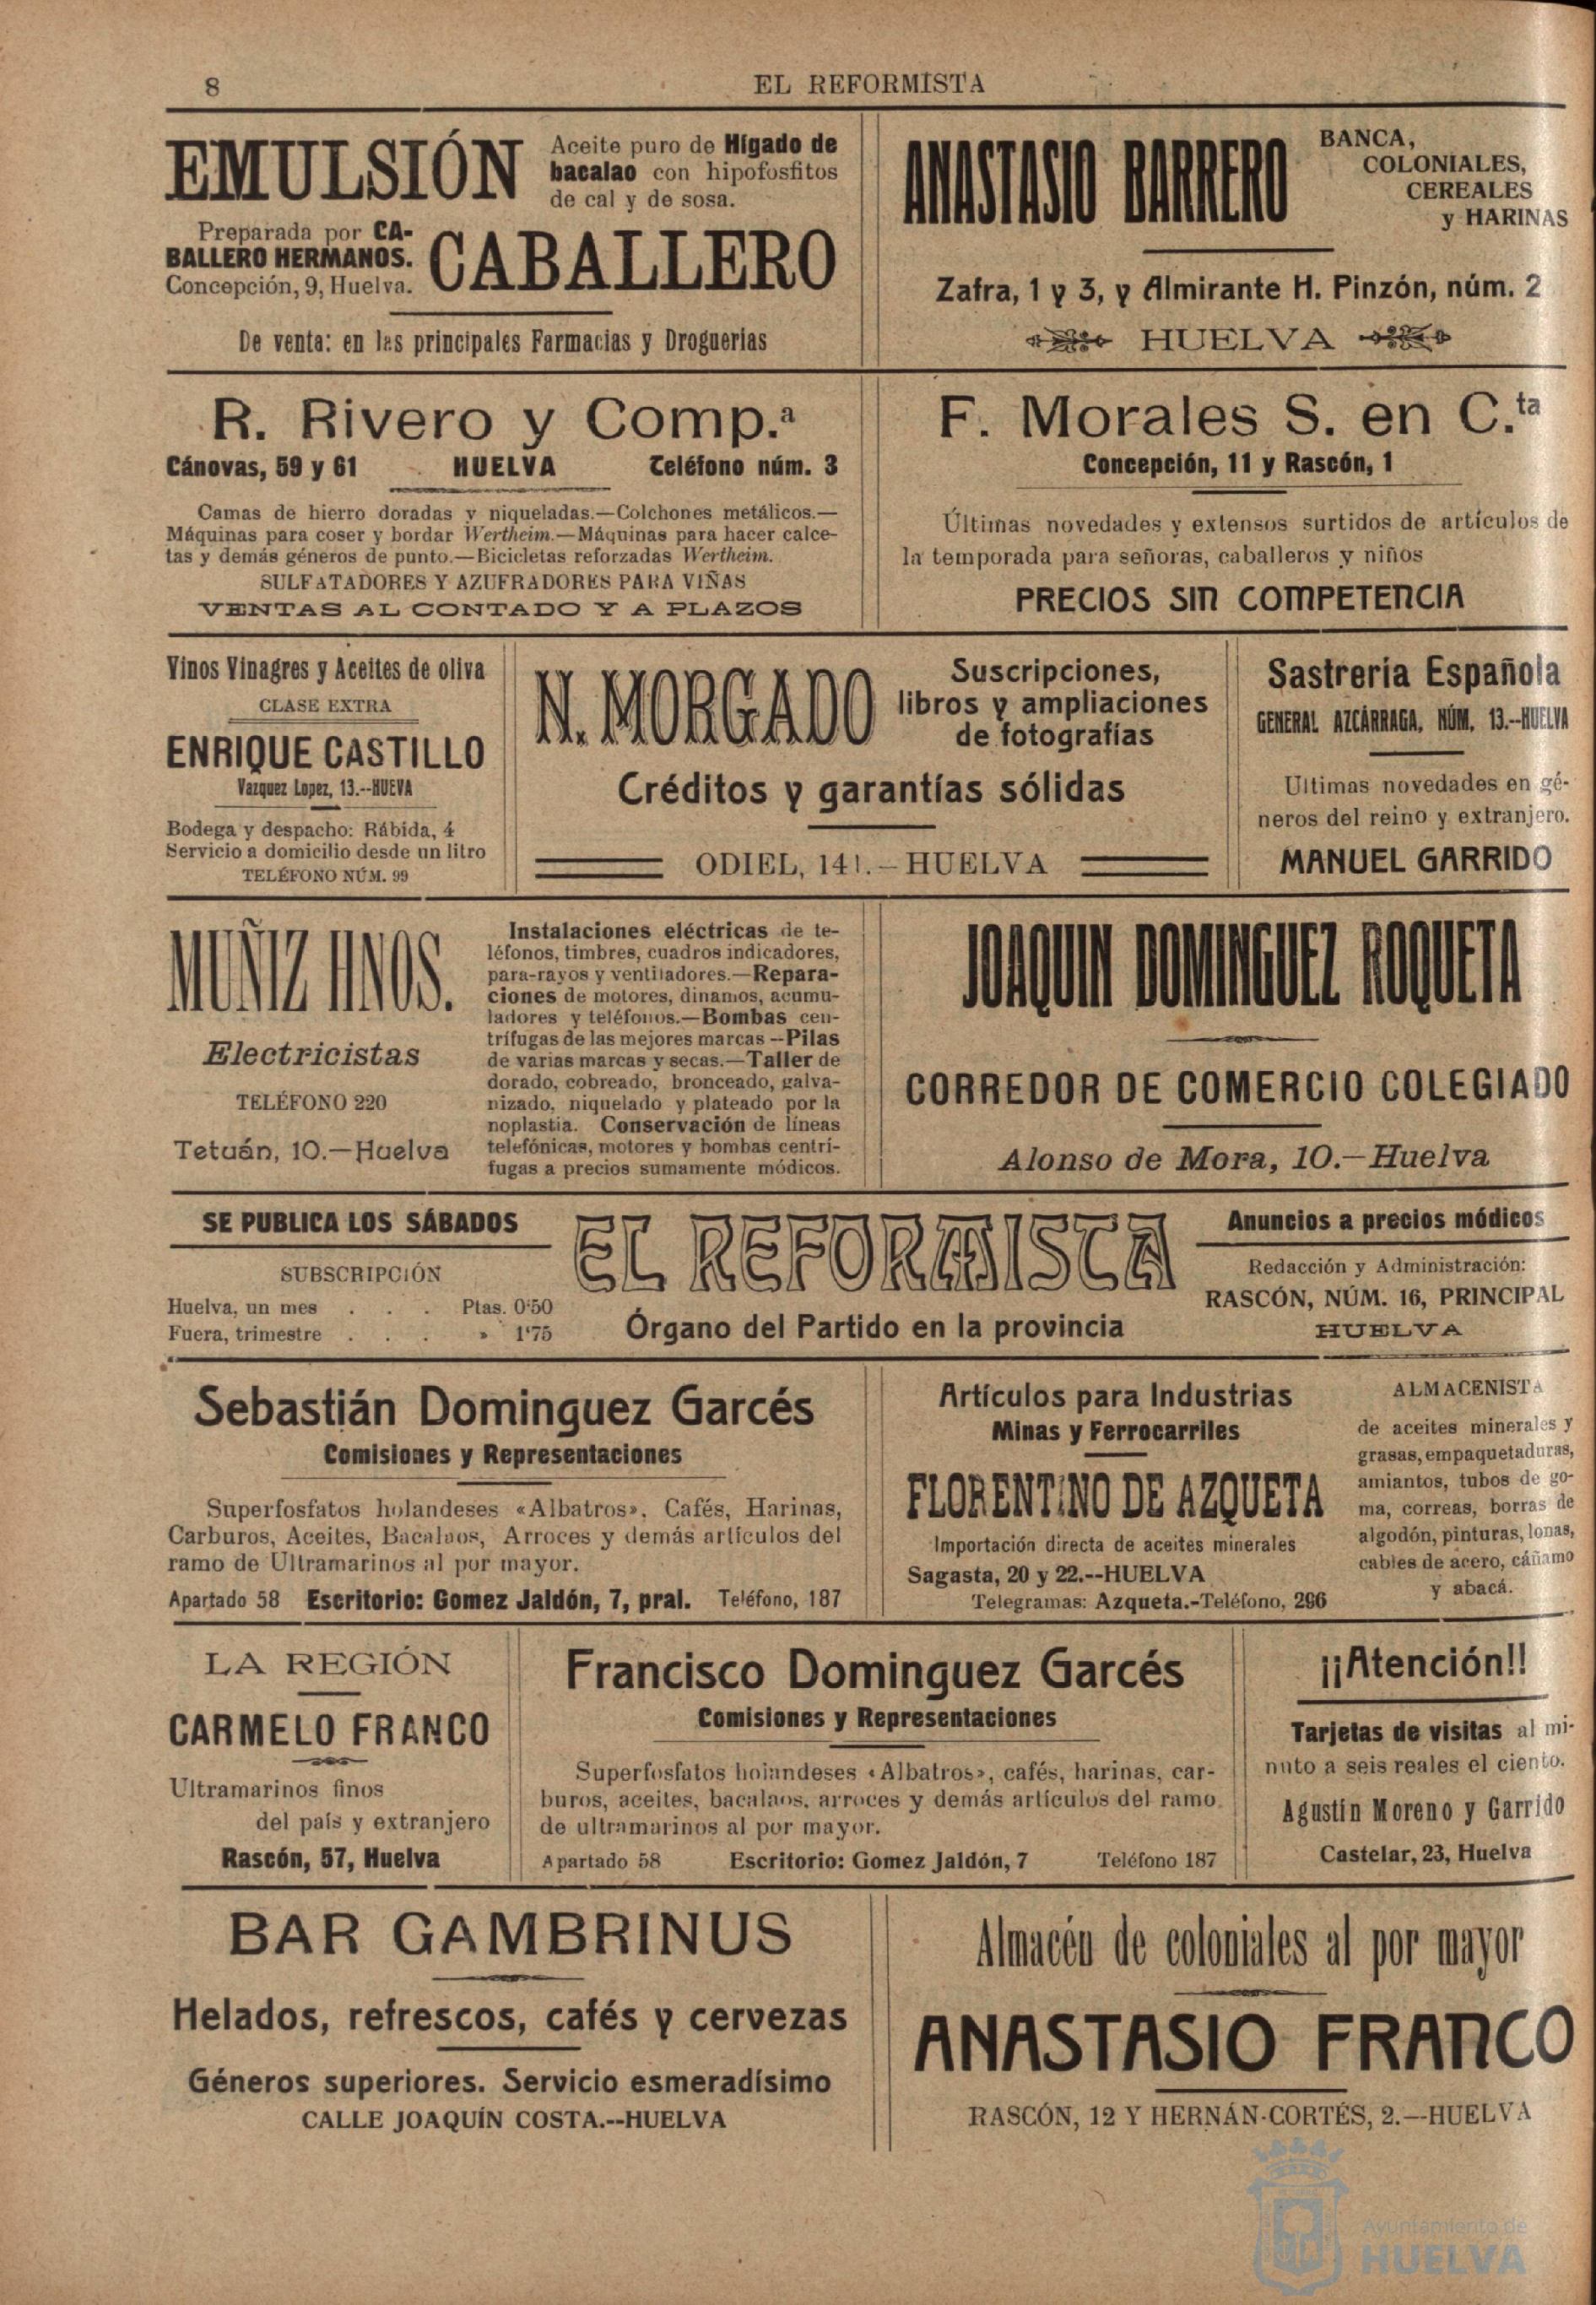 8
EL REFORMISTA
EMULSIÓN
Aceite puro de Hígado de
bacalao con hipofosfitos
de cal y de sosa.
Preparada por CA-
BALLERO HERMANOS.
Concepción, 9, Huelva.
CABALLERO
De venta: en las principales Farmacias y Droguerias
ANASTASIO BARRERO
BANCA,
COLONIALES,
CEREALES
y HARINAS
Zafra, 1 y 3, y Almirante H. Pinzón, núm. 2
HUELVA
R. Rivero y Comp.ª
Cánovas, 59 y 61 HUELVA Teléfono núm. 3
Camas de hierro doradas y niqueladas.—Colchones metálicos.—
Máquinas para coser y bordar Wertheim.—Máquinas para hacer calce-
tas y demás géneros de punto.—Bicicletas reforzadas Wertheim.
SULFATADORES Y AZUFRADORES PARA VIÑAS
VENTAS AL CONTADO Y A PLAZOS
F. Morales S. en C.ta
Concepción, 11 y Rascón, 1
Últimas novedades y extensos surtidos de artículos de
la temporada para señoras, caballeros y niños
PRECIOS SIN COMPETENCIA
Vinos Vinagres y Aceites de oliva
CLASE EXTRA
ENRIQUE CASTILLO
Vazquez Lopez, 13.--HUEVA
Bodega y despacho: Rábida, 4
Servicio a domicilio desde un litro
TELÉFONO NÚM. 99
N. MORGADO
Suscripciones,
libros y ampliaciones
de fotografías
Créditos y garantías sólidas
ODIEL, 141.—HUELVA
Sastrería Española
GENERAL AZCÁRRAGA, NÚM. 13.--HUELVA
Ultimas novedades en gé-
neros del reino y extranjero.
MANUEL GARRIDO
MUÑIZ HNOS.
Electricistas
TELÉFONO 220
Tetuán, 10.—Huelva
Instalaciones eléctricas de te-
léfonos, timbres, cuadros indicadores,
para-rayos y ventiladores.—Repara-
ciones de motores, dinamos, acumu-
ladores y teléfonos.—Bombas cen-
trífugas de las mejores marcas—Pilas
de varias marcas y secas.—Taller de
dorado, cobreado, bronceado, galva-
nizado, niquelado y plateado por la
noplastia. Conservación de líneas
telefónicas, motores y bombas centrí-
fugas a precios sumamente módicos.
JOAQUIN DOMINGUEZ ROQUETA
CORREDOR DE COMERCIO COLEGIADO
Alonso de Mora, 10.—Huelva
SE PUBLICA LOS SÁBADOS
SUBSCRIPCIÓN
Huelva, un mes . . . Ptas. 0'50
Fuera, trimestre . . . » 1'75
EL REFORMISTA
Órgano del Partido en la provincia
Anuncios a precios módicos
Redacción y Administración:
RASCÓN, NÚM. 16, PRINCIPAL
HUELVA
Sebastián Dominguez Garcés
Comisiones y Representaciones
Superfosfatos holandeses «Albatros», Cafés, Harinas,
Carburos, Aceites, Bacalaos, Arroces y demás artículos del
ramo de Ultramarinos al por mayor.
Apartado 58 Escritorio: Gomez Jaldón, 7, pral. Teléfono, 187
Artículos para Industrias
Minas y Ferrocarriles
FLORENTINO DE AZQUETA
Importación directa de aceites minerales
Sagasta, 20 y 22.--HUELVA
Telegramas: Azqueta.-Teléfono, 296
ALMACENISTA
de aceites minerales y
grasas, empaquetaduras,
amiantos, tubos de go-
ma, correas, borras de
algodón, pinturas, lonas,
cables de acero, cáñamo
y abacá.
LA REGIÓN
CARMELO FRANCO
Ultramarinos finos
del país y extranjero
Rascón, 57, Huelva
Francisco Dominguez Garcés
Comisiones y Representaciones
Superfosfatos holandeses «Albatros», cafés, harinas, car-
buros, aceites, bacalaos, arroces y demás artículos del ramo
de ultramarinos al por mayor.
Apartado 58 Escritorio: Gomez Jaldón, 7 Teléfono 187
¡¡Atención!!
Tarjetas de visitas al mi-
nuto a seis reales el ciento.
Agustín Moreno y Garrido
Castelar, 23, Huelva
BAR GAMBRINUS
Helados, refrescos, cafés y cervezas
Géneros superiores. Servicio esmeradísimo
CALLE JOAQUÍN COSTA.--HUELVA
Almacén de coloniales al por mayor
ANASTASIO FRANCO
RASCÓN, 12 Y HERNÁN-CORTÉS, 2.—HUELVA
Ayuntamiento de
HUELVA